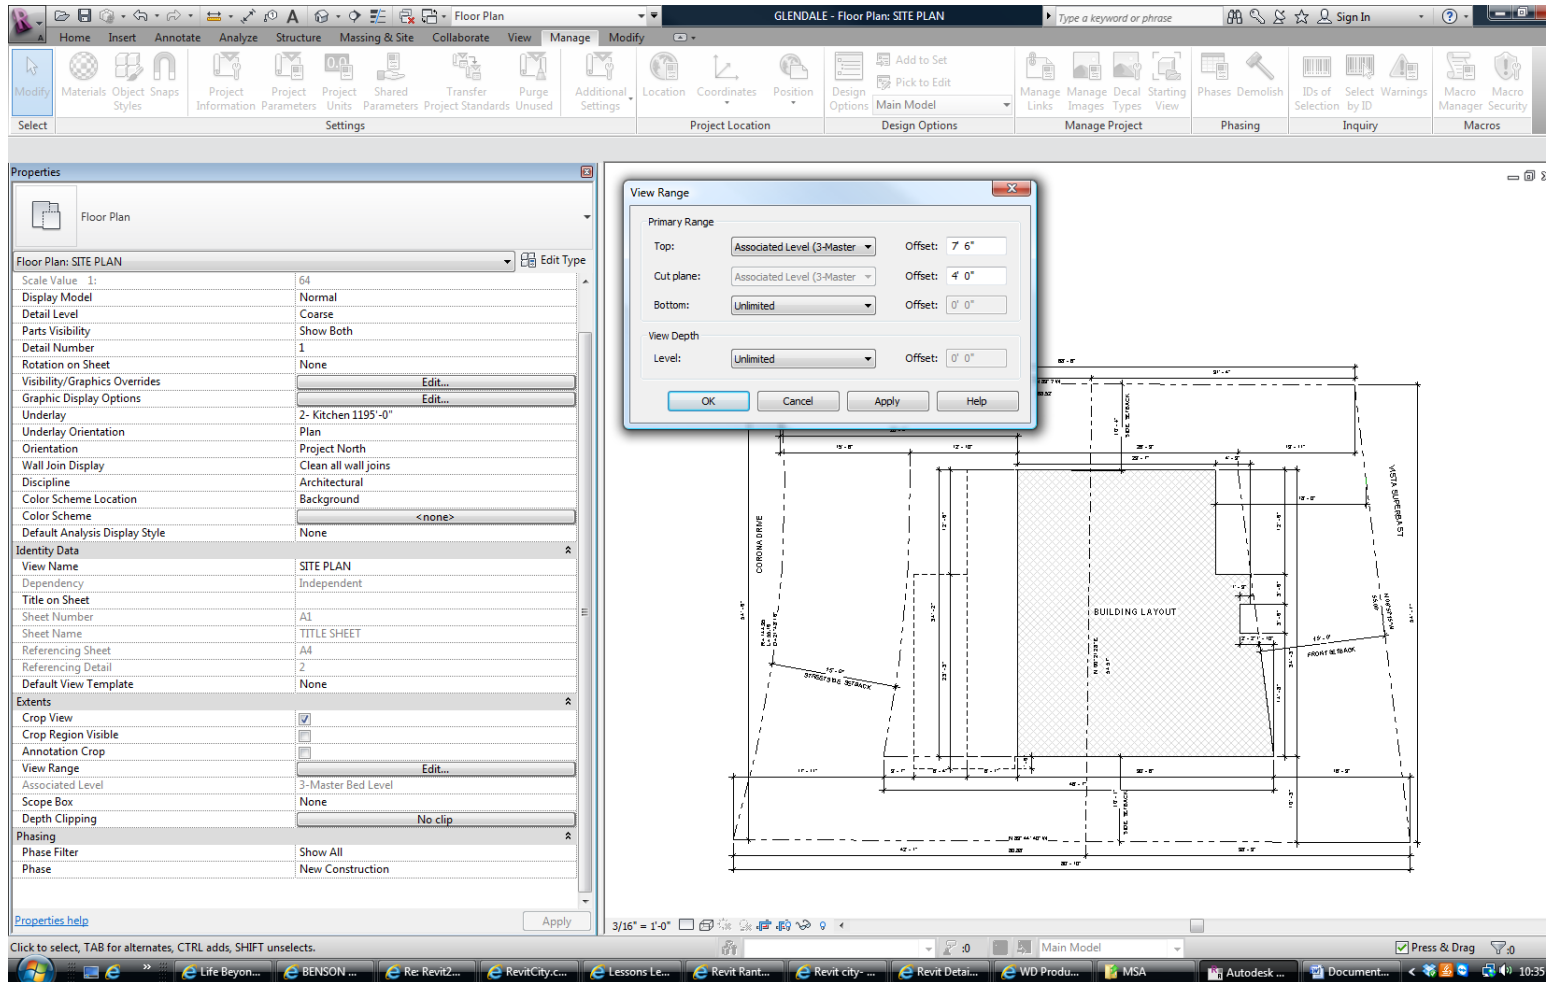 Floor Plan
GLENDALE - Floor Plan: SITE PLAN
Type a keyword or phrase
Sign In
Home Insert Annotate Analyze Structure Massing & Site Collaborate View Manage Modify
Modify
Materials
Object Styles
Snaps
Project Information
Project Parameters
Project Units
Shared Parameters
Transfer Project Standards
Purge Unused
Additional Settings
Location
Coordinates
Position
Design Options
Add to Set
Pick to Edit
Main Model
Manage Links
Manage Images
Decal Types
Starting View
Phases
Demolish
IDs of Selection
Select by ID
Warnings
Macro Manager
Macro Security
Select Settings Project Location Design Options Manage Project Phasing Inquiry Macros
Properties
Floor Plan
Floor Plan: SITE PLAN Edit Type
Scale Value 1: 64
Display Model Normal
Detail Level Coarse
Parts Visibility Show Both
Detail Number 1
Rotation on Sheet None
Visibility/Graphics Overrides Edit...
Graphic Display Options Edit...
Underlay 2- Kitchen 1195'-0"
Underlay Orientation Plan
Orientation Project North
Wall Join Display Clean all wall joins
Discipline Architectural
Color Scheme Location Background
Color Scheme <none>
Default Analysis Display Style None
Identity Data
View Name SITE PLAN
Dependency Independent
Title on Sheet
Sheet Number A1
Sheet Name TITLE SHEET
Referencing Sheet A4
Referencing Detail 2
Default View Template None
Extents
Crop View
Crop Region Visible
Annotation Crop
View Range Edit...
Associated Level 3-Master Bed Level
Scope Box None
Depth Clipping No clip
Phasing
Phase Filter Show All
Phase New Construction
Properties help Apply
View Range
Primary Range
Top: Associated Level (3-Master Offset: 7' 6"
Cut plane: Associated Level (3-Master Offset: 4' 0"
Bottom: Unlimited Offset: 0' 0"
View Depth
Level: Unlimited Offset: 0' 0"
OK Cancel Apply Help
SIDE SETBACK
VISTA SUPERBA ST
CORONA DRIVE
BUILDING LAYOUT
FRONT SETBACK
STREETSIDE SETBACK
SIDE SETBACK
3/16" = 1'-0"
Click to select, TAB for alternates, CTRL adds, SHIFT unselects.
:0
Main Model
Press & Drag
:0
Life Beyon...
BENSON ...
Re: Revit2...
RevitCity.c...
Lessons Le...
Revit Rant...
Revit city- ...
Revit Detai...
WD Produ...
MSA
Autodesk ...
Document...
10:35